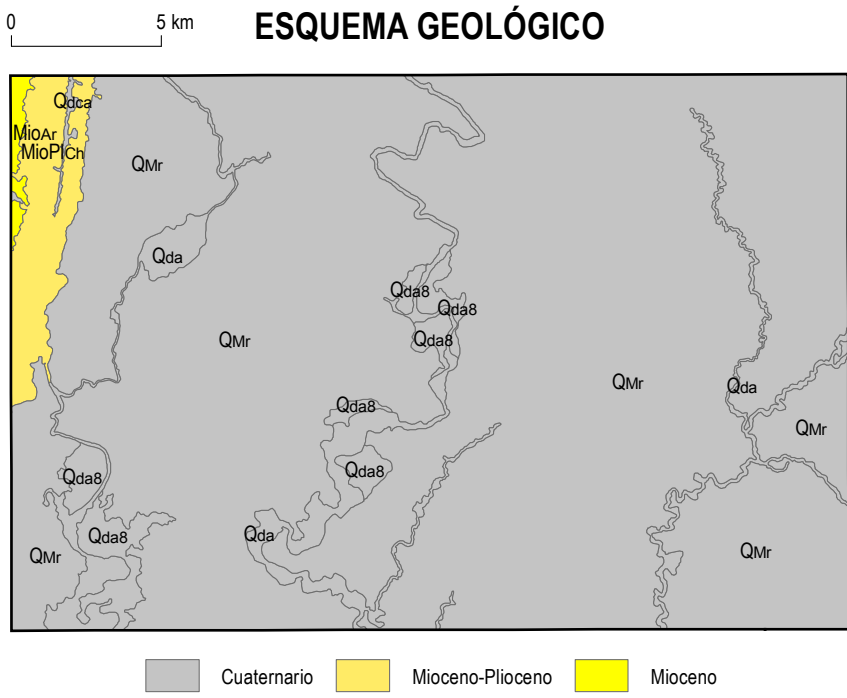 0 5 km
ESQUEMA GEOLÓGICO
Qdca
MioAr
MioPlCh
QMr
Qda
Qda8
Qda8
Qda8
QMr
QMr
Qda
Qda8
QMr
Qda8
Qda8
Qda8
Qda
QMr
QMr
Cuaternario Mioceno-Plioceno Mioceno